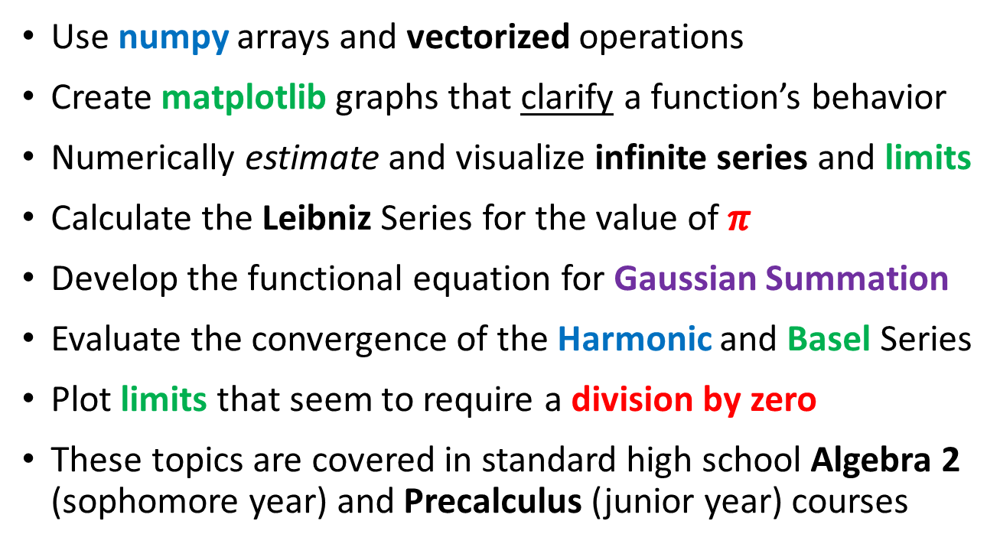 • Use numpy arrays and vectorized operations
• Create matplotlib graphs that clarify a function’s behavior
• Numerically estimate and visualize infinite series and limits
• Calculate the Leibniz Series for the value of π
• Develop the functional equation for Gaussian Summation
• Evaluate the convergence of the Harmonic and Basel Series
• Plot limits that seem to require a division by zero
• These topics are covered in standard high school Algebra 2
(sophomore year) and Precalculus (junior year) courses